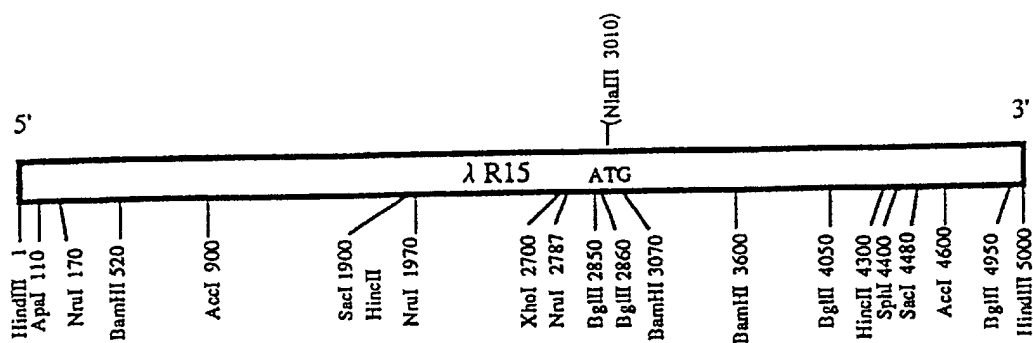 (NlaIII 3010)
5'
3'
λ R15
ATG
HindIII 1
ApaI 110
NruI 170
BamHI 520
AccI 900
SacI 1900
HincII
NruI 1970
XhoI 2700
NruI 2787
BglII 2850
BglII 2860
BamHI 3070
BamHI 3600
BglII 4050
HincII 4300
SphI 4400
SacI 4480
AccI 4600
BglII 4950
HindIII 5000